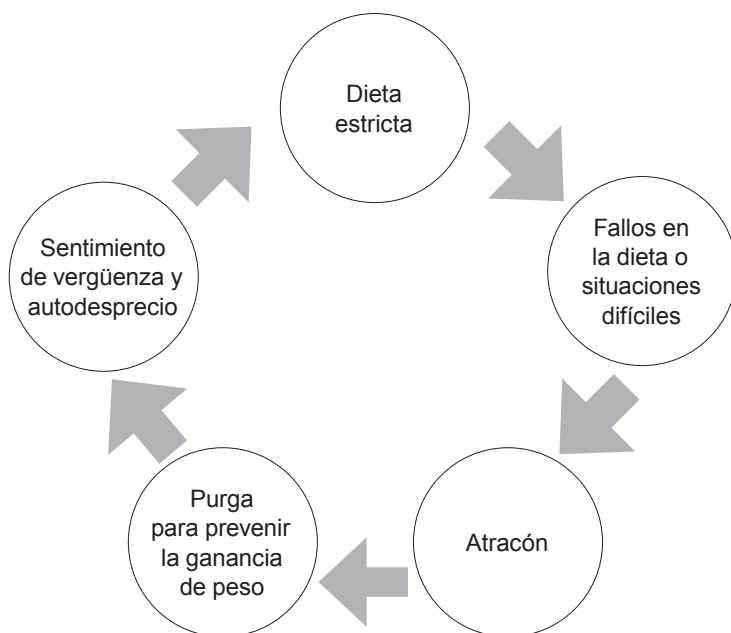 Dieta
estricta
Fallos en
la dieta o
situaciones
difíciles
Atracón
Purga
para prevenir
la ganancia
de peso
Sentimiento
de vergüenza y
autodesprecio